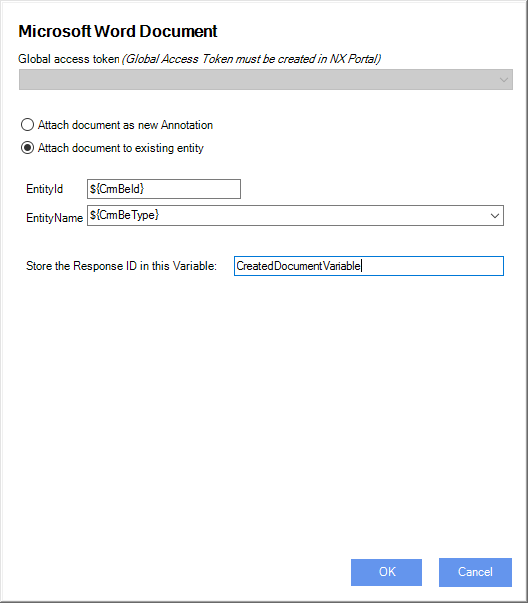 Microsoft Word Document
Global access token (Global Access Token must be created in NX Portal)
Attach document as new Annotation
Attach document to existing entity
EntityId ${CrmBeId}
EntityName ${CrmBeType}
Store the Response ID in this Variable: CreatedDocumentVariable
OK Cancel